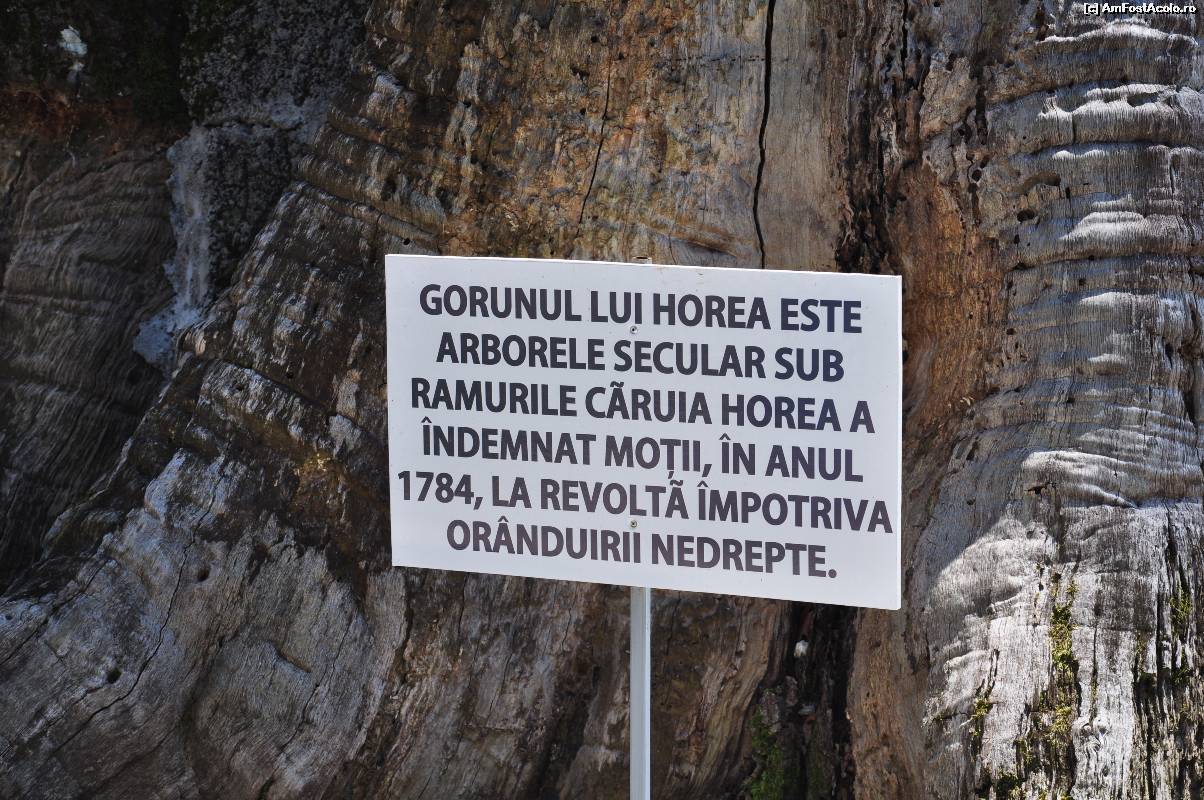 [c] AmFostAcolo.ro
GORUNUL LUI HOREA ESTE
ARBORELE SECULAR SUB
RAMURILE CÃRUIA HOREA A
ÎNDEMNAT MOȚII, ÎN ANUL
1784, LA REVOLTÃ ÎMPOTRIVA
ORÂNDUIRII NEDREPTE.